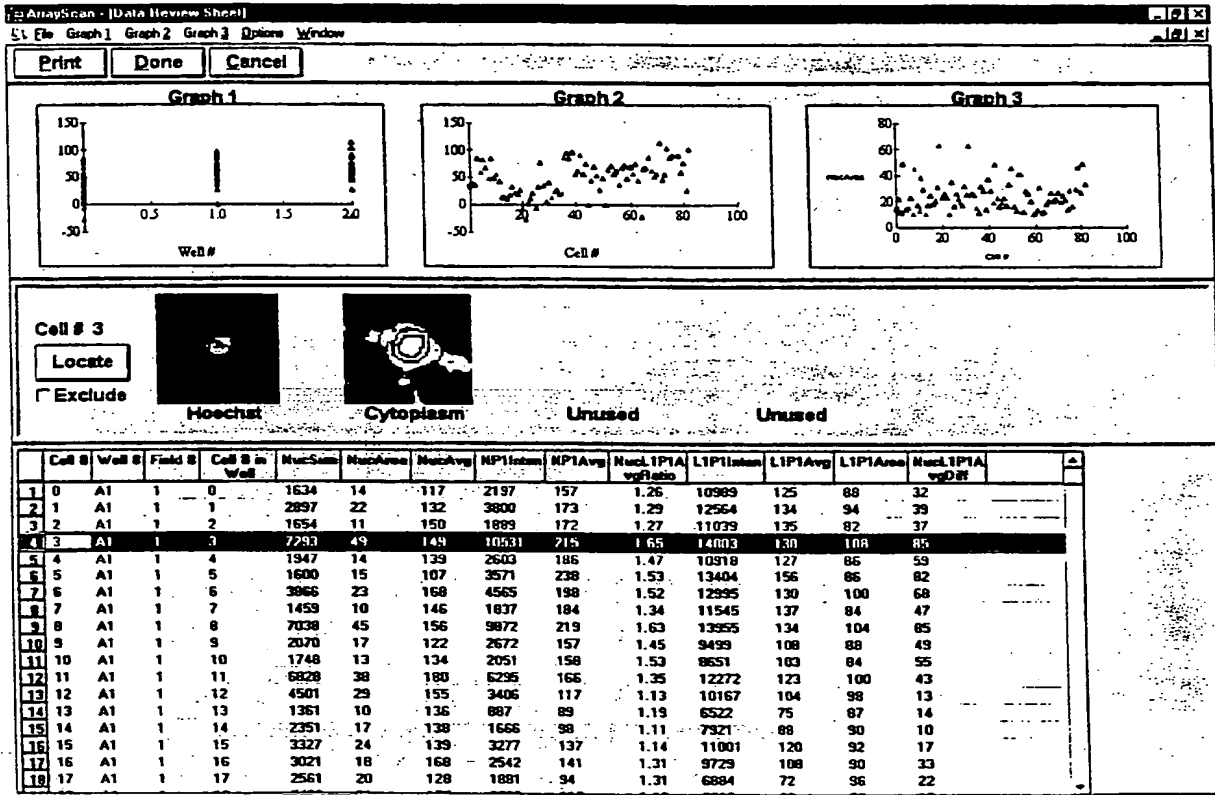 ArrayScan - [Data Review Sheet]
File Graph 1 Graph 2 Graph 3 Options Window
Print Done Cancel
Graph 1 Graph 2 Graph 3
150 150 80
100 100 60
50 50 40
0 0 20
-50 -50 0
0.5 1.0 1.5 2.0 20 40 60 80 100 0 20 40 60 80 100
Well # Cell # Cell #
Cell # 3
Locate
Exclude
Hoechst Cytoplasm Unused Unused
Cell # Well # Field # Cell # in Well NucSum NucArea NucAvg NP1Inten NP1Avg NucL1P1AvgRatio L1P1Inten L1P1Avg L1P1Area NucL1P1AvgDiff
1 0 A1 1 0 1634 14 117 2197 157 1.26 10989 125 88 32
2 1 A1 1 1 2897 22 132 3800 173 1.29 12564 134 94 39
3 2 A1 1 2 1654 11 150 1889 172 1.27 11039 135 82 37
4 3 A1 1 3 7293 49 149 10531 215 1.65 14003 130 108 85
5 4 A1 1 4 1947 14 139 2603 186 1.47 10918 127 86 59
6 5 A1 1 5 1600 15 107 3571 238 1.53 13404 156 86 82
7 6 A1 1 6 3866 23 168 4565 198 1.52 12995 130 100 68
8 7 A1 1 7 1459 10 146 1837 184 1.34 11545 137 84 47
9 8 A1 1 8 7038 45 156 9872 219 1.63 13955 134 104 85
10 9 A1 1 9 2070 17 122 2672 157 1.45 9499 108 88 49
11 10 A1 1 10 1748 13 134 2051 158 1.53 8651 103 84 55
12 11 A1 1 11 6828 38 180 6295 166 1.35 12272 123 100 43
13 12 A1 1 12 4501 29 155 3406 117 1.13 10167 104 98 13
14 13 A1 1 13 1361 10 136 887 89 1.19 6522 75 87 14
15 14 A1 1 14 2351 17 138 1666 98 1.11 7921 88 90 10
16 15 A1 1 15 3327 24 139 3277 137 1.14 11001 120 92 17
17 16 A1 1 16 3021 18 168 2542 141 1.31 9729 108 90 33
18 17 A1 1 17 2561 20 128 1881 94 1.31 6884 72 96 22